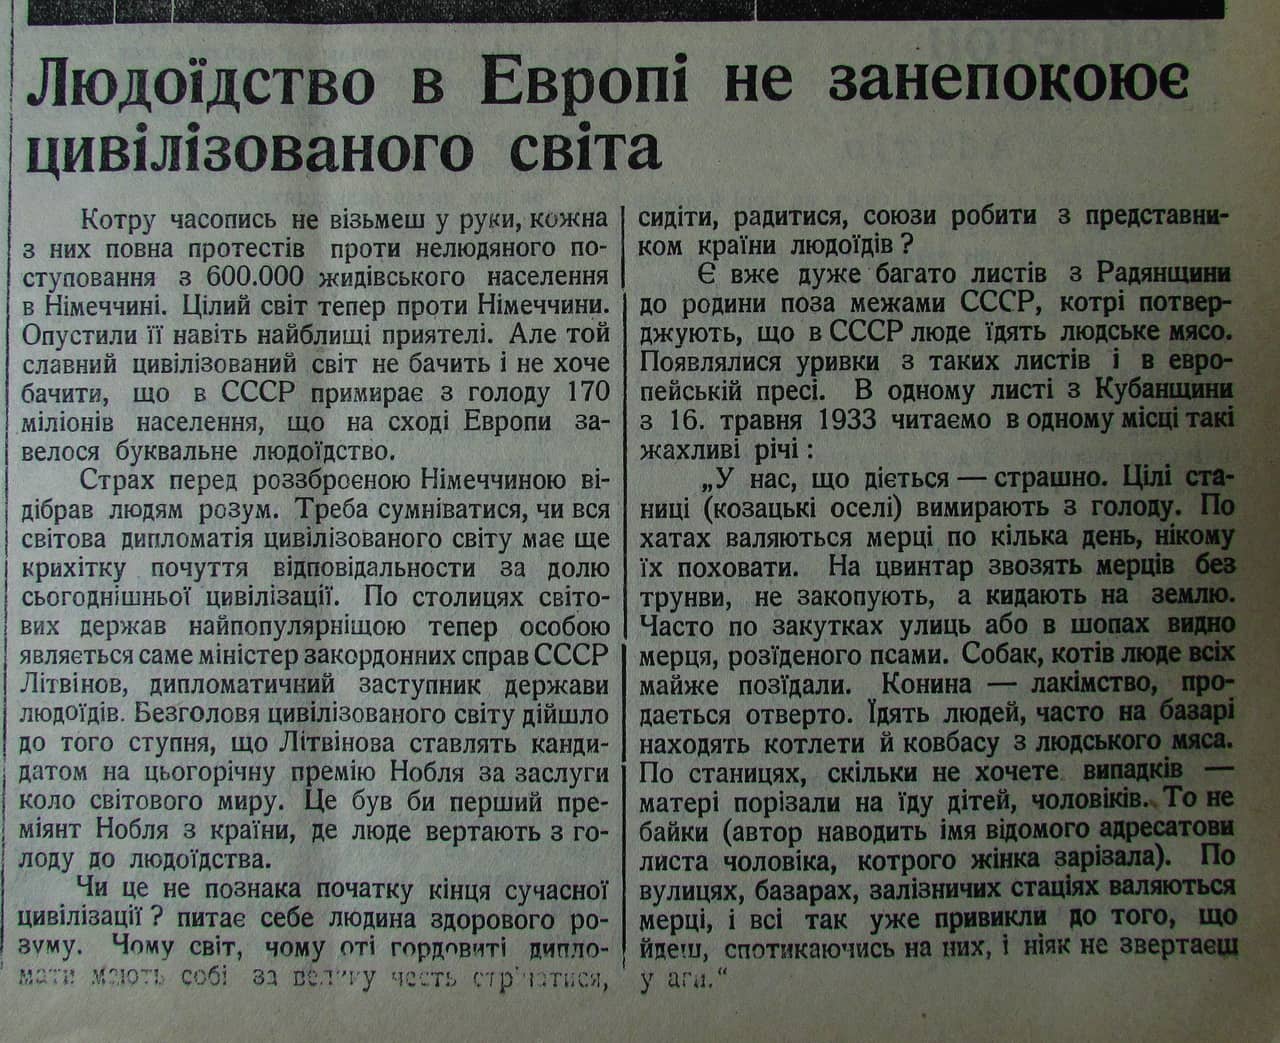 Людоїдство в Европі не занепокоює
цивілізованого світа
Котру часопись не візьмеш у руки, кожна
з них повна протестів проти нелюдяного по-
ступовання з 600.000 жидівського населення
в Німеччині. Цілий світ тепер проти Німеччини.
Опустили її навіть найблищі приятелі. Але той
славний цивілізований світ не бачить і не хоче
бачити, що в СССР примирає з голоду 170
міліонів населення, що на сході Европи за-
велося буквальне людоїдство.
Страх перед роззброєною Німеччиною ві-
дібрав людям розум. Треба сумніватися, чи вся
світова дипломатія цивілізованого світу має ще
крихітку почуття відповідальности за долю
сьогоднішньої цивілізації. По столицях світо-
вих держав найпопулярніщою тепер особою
являється саме міністер закордонних справ СССР
Літвінов, дипломатичний заступник держави
людоїдів. Безголовя цивілізованого світу дійшло
до того ступня, що Літвінова ставлять канди-
датом на цьогорічну премію Нобля за заслуги
коло світового миру. Це був би перший пре-
міянт Нобля з країни, де люде вертають з го-
лоду до людоїдства.
Чи це не познака початку кінця сучасної
цивілізації? питає себе людина здорового ро-
зуму. Чому світ, чому оті гордовиті дипло-
мати мають собі за велику честь стрічатися,
сидіти, радитися, союзи робити з представни-
ком країни людоїдів?
Є вже дуже багато листів з Радянщини
до родини поза межами СССР, котрі потвер-
джують, що в СССР люде їдять людське мясо.
Появлялися уривки з таких листів і в евро-
пейській пресі. В одному листі з Кубанщини
з 16. травня 1933 читаємо в одному місці такі
жахливі річі:
„У нас, що діється — страшно. Цілі ста-
ниці (козацькі оселі) вимирають з голоду. По
хатах валяються мерці по кілька день, нікому
їх поховати. На цвинтар звозять мерців без
трунви, не закопують, а кидають на землю.
Часто по закутках улиць або в шопах видно
мерця, розїденого псами. Собак, котів люде всіх
майже позїдали. Конина — лакімство, про-
дається отверто. Їдять людей, часто на базарі
находять котлети й ковбасу з людського мяса.
По станицях, скільки не хочете випадків —
матері порізали на їду дітей, чоловіків. То не
байки (автор наводить імя відомого адресатови
листа чоловіка, котрого жінка зарізала). По
вулицях, базарах, залізничих стаціях валяються
мерці, і всі так уже привикли до того, що
йдеш, спотикаючись на них, і ніяк не звертаєш
у аги.“